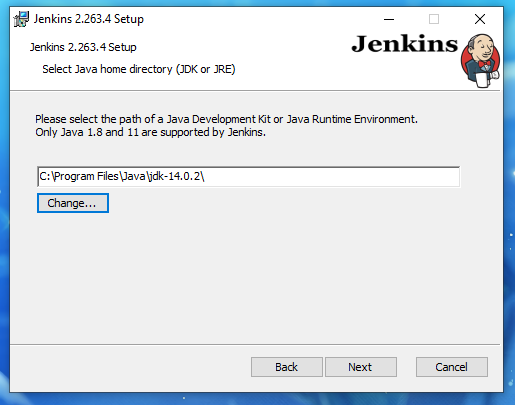 Jenkins 2.263.4 Setup
Jenkins 2.263.4 Setup
Select Java home directory (JDK or JRE)
Jenkins
Please select the path of a Java Development Kit or Java Runtime Environment.
Only Java 1.8 and 11 are supported by Jenkins.
C:\Program Files\Java\jdk-14.0.2\
Change...
Back
Next
Cancel